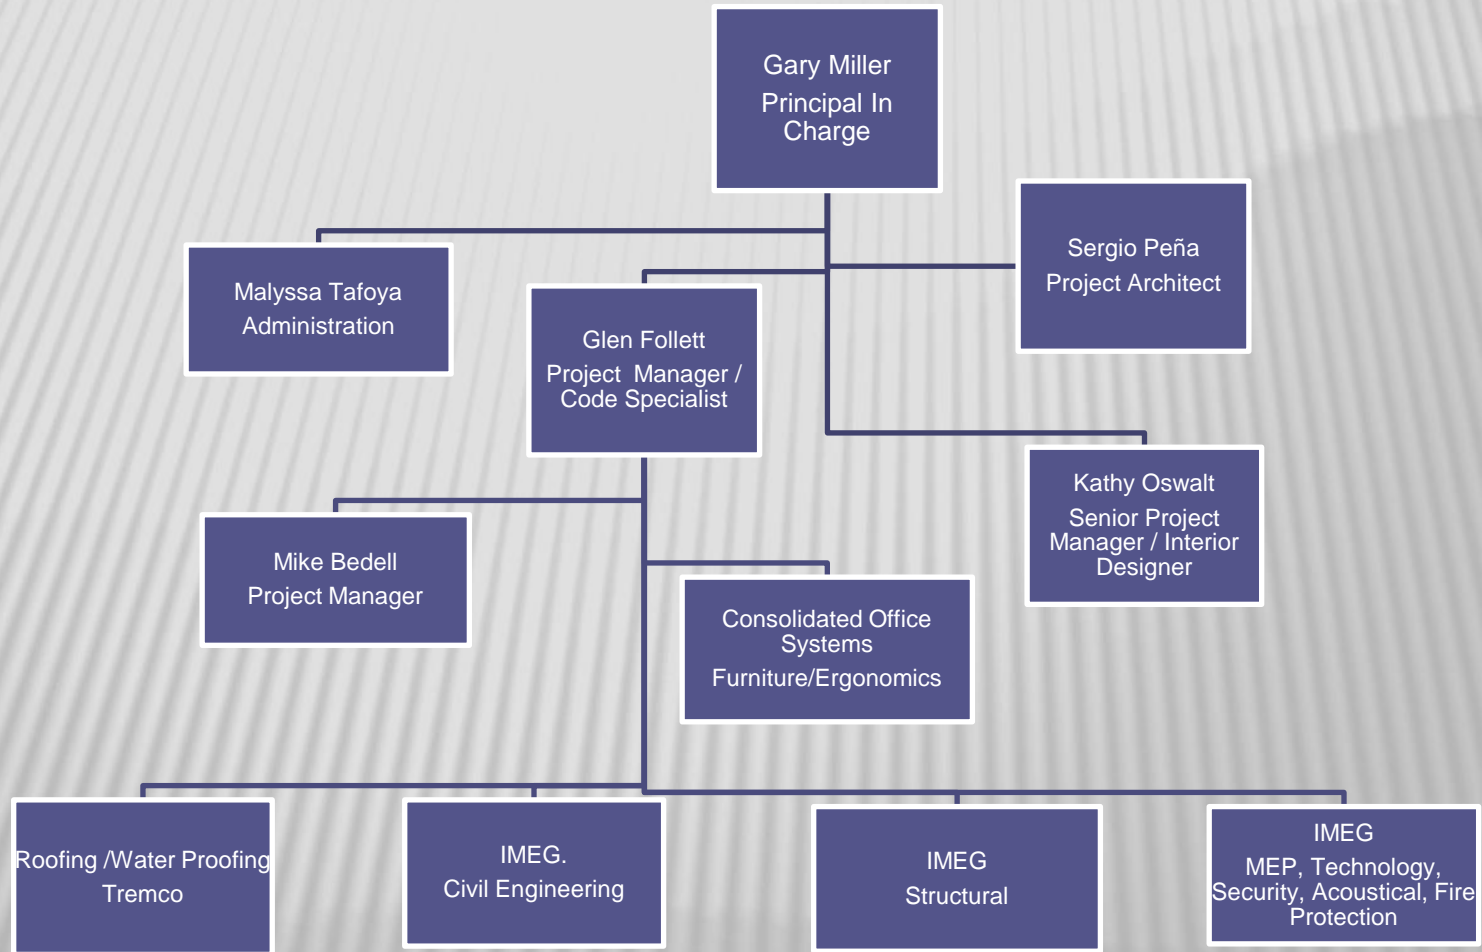 Gary Miller
Principal In
Charge
Sergio Peña
Project Architect
Malyssa Tafoya
Administration
Glen Follett
Project Manager /
Code Specialist
Kathy Oswalt
Senior Project
Manager / Interior
Designer
Mike Bedell
Project Manager
Consolidated Office
Systems
Furniture/Ergonomics
Roofing /Water Proofing
Tremco
IMEG.
Civil Engineering
IMEG
Structural
IMEG
MEP, Technology,
Security, Acoustical, Fire
Protection